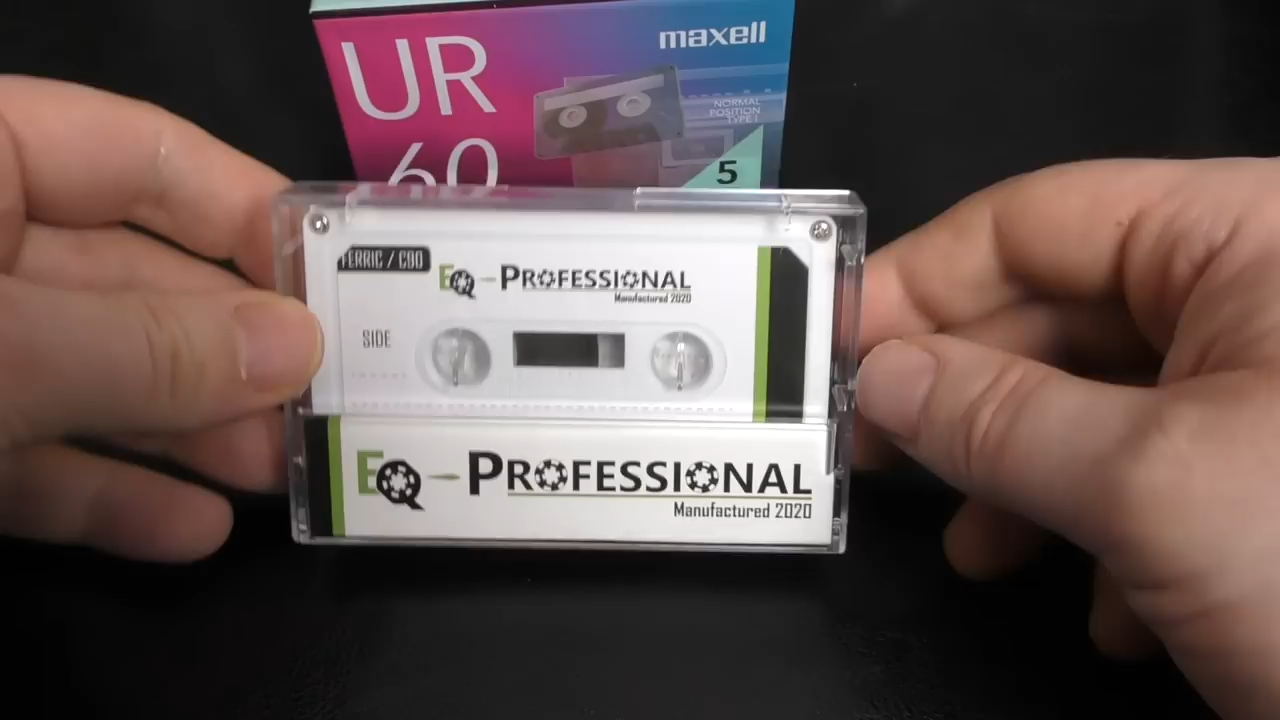 maxell
UR
60
NORMAL
POSITION
TYPE I
5
FERRIC / C90
EQ-PROFESSIONAL
Manufactured 2020
SIDE
EQ-PROFESSIONAL
Manufactured 2020